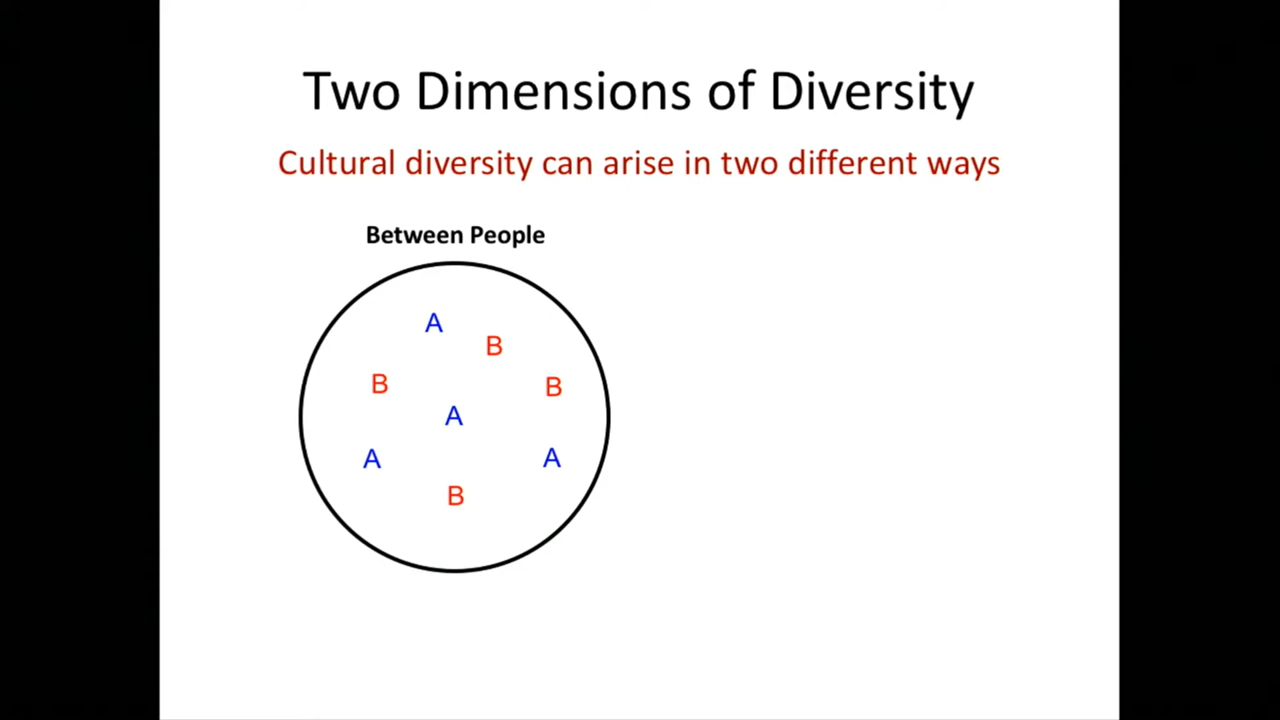 Two Dimensions of Diversity
Cultural diversity can arise in two different ways
Between People
A
B
B
B
A
A
A
B